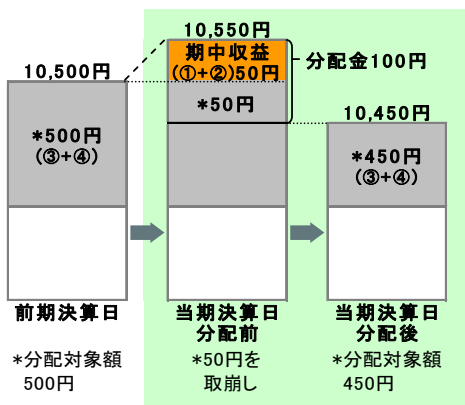 10,550円
期中収益
(①+②)50円
分配金100円
10,500円
*50円
10,450円
*500円
(③+④)
*450円
(③+④)
前期決算日
当期決算日
分配前
当期決算日
分配後
*分配対象額
500円
*50円を
取崩し
*分配対象額
450円